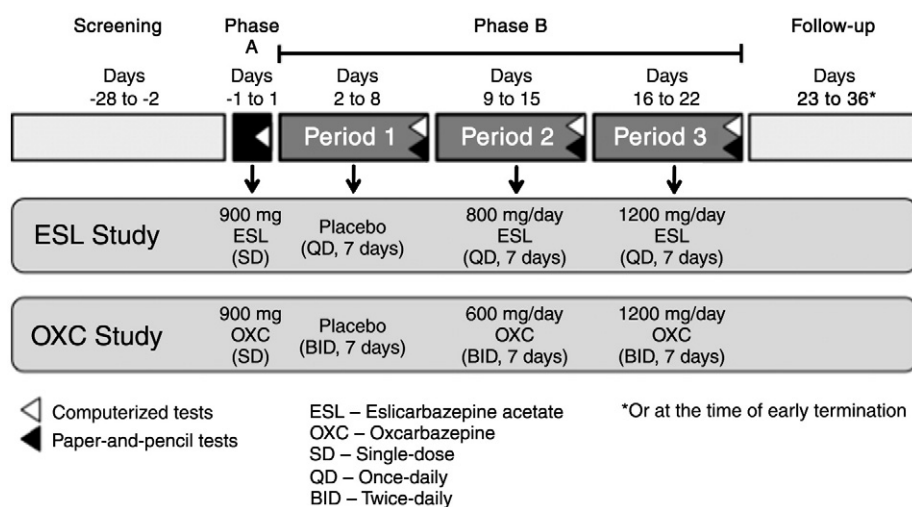 Screening
Phase A
Phase B
Follow-up
Days -28 to -2
Days -1 to 1
Days 2 to 8
Days 9 to 15
Days 16 to 22
Days 23 to 36*
Period 1
Period 2
Period 3
ESL Study
900 mg ESL (SD)
Placebo (QD, 7 days)
800 mg/day ESL (QD, 7 days)
1200 mg/day ESL (QD, 7 days)
OXC Study
900 mg OXC (SD)
Placebo (BID, 7 days)
600 mg/day OXC (BID, 7 days)
1200 mg/day OXC (BID, 7 days)
Computerized tests
Paper-and-pencil tests
ESL – Eslicarbazepine acetate
OXC – Oxcarbazepine
SD – Single-dose
QD – Once-daily
BID – Twice-daily
*Or at the time of early termination